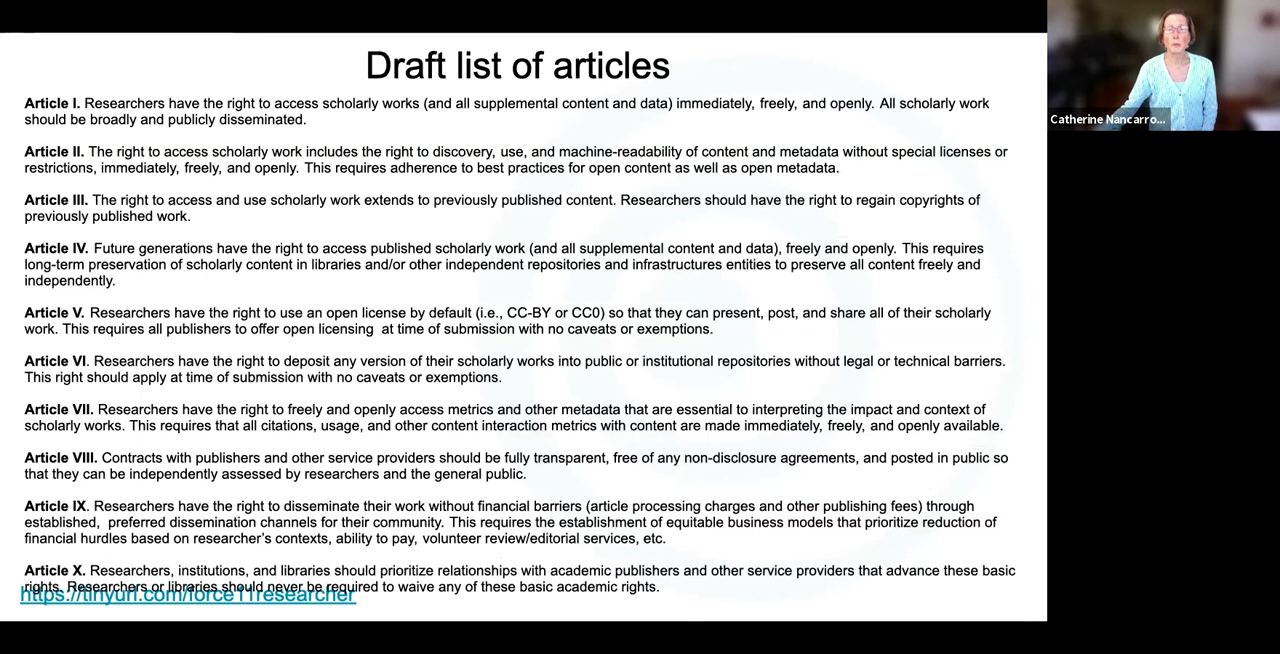 Draft list of articles
Article I. Researchers have the right to access scholarly works (and all supplemental content and data) immediately, freely, and openly. All scholarly work
should be broadly and publicly disseminated.
Article II. The right to access scholarly work includes the right to discovery, use, and machine-readability of content and metadata without special licenses or
restrictions, immediately, freely, and openly. This requires adherence to best practices for open content as well as open metadata.
Article III. The right to access and use scholarly work extends to previously published content. Researchers should have the right to regain copyrights of
previously published work.
Article IV. Future generations have the right to access published scholarly work (and all supplemental content and data), freely and openly. This requires
long-term preservation of scholarly content in libraries and/or other independent repositories and infrastructures entities to preserve all content freely and
independently.
Article V. Researchers have the right to use an open license by default (i.e., CC-BY or CC0) so that they can present, post, and share all of their scholarly
work. This requires all publishers to offer open licensing at time of submission with no caveats or exemptions.
Article VI. Researchers have the right to deposit any version of their scholarly works into public or institutional repositories without legal or technical barriers.
This right should apply at time of submission with no caveats or exemptions.
Article VII. Researchers have the right to freely and openly access metrics and other metadata that are essential to interpreting the impact and context of
scholarly works. This requires that all citations, usage, and other content interaction metrics with content are made immediately, freely, and openly available.
Article VIII. Contracts with publishers and other service providers should be fully transparent, free of any non-disclosure agreements, and posted in public so
that they can be independently assessed by researchers and the general public.
Article IX. Researchers have the right to disseminate their work without financial barriers (article processing charges and other publishing fees) through
established, preferred dissemination channels for their community. This requires the establishment of equitable business models that prioritize reduction of
financial hurdles based on researcher's contexts, ability to pay, volunteer review/editorial services, etc.
Article X. Researchers, institutions, and libraries should prioritize relationships with academic publishers and other service providers that advance these basic
rights. Researchers or libraries should never be required to waive any of these basic academic rights.
https://tinyurl.com/force11researcher
Catherine Nancarro...